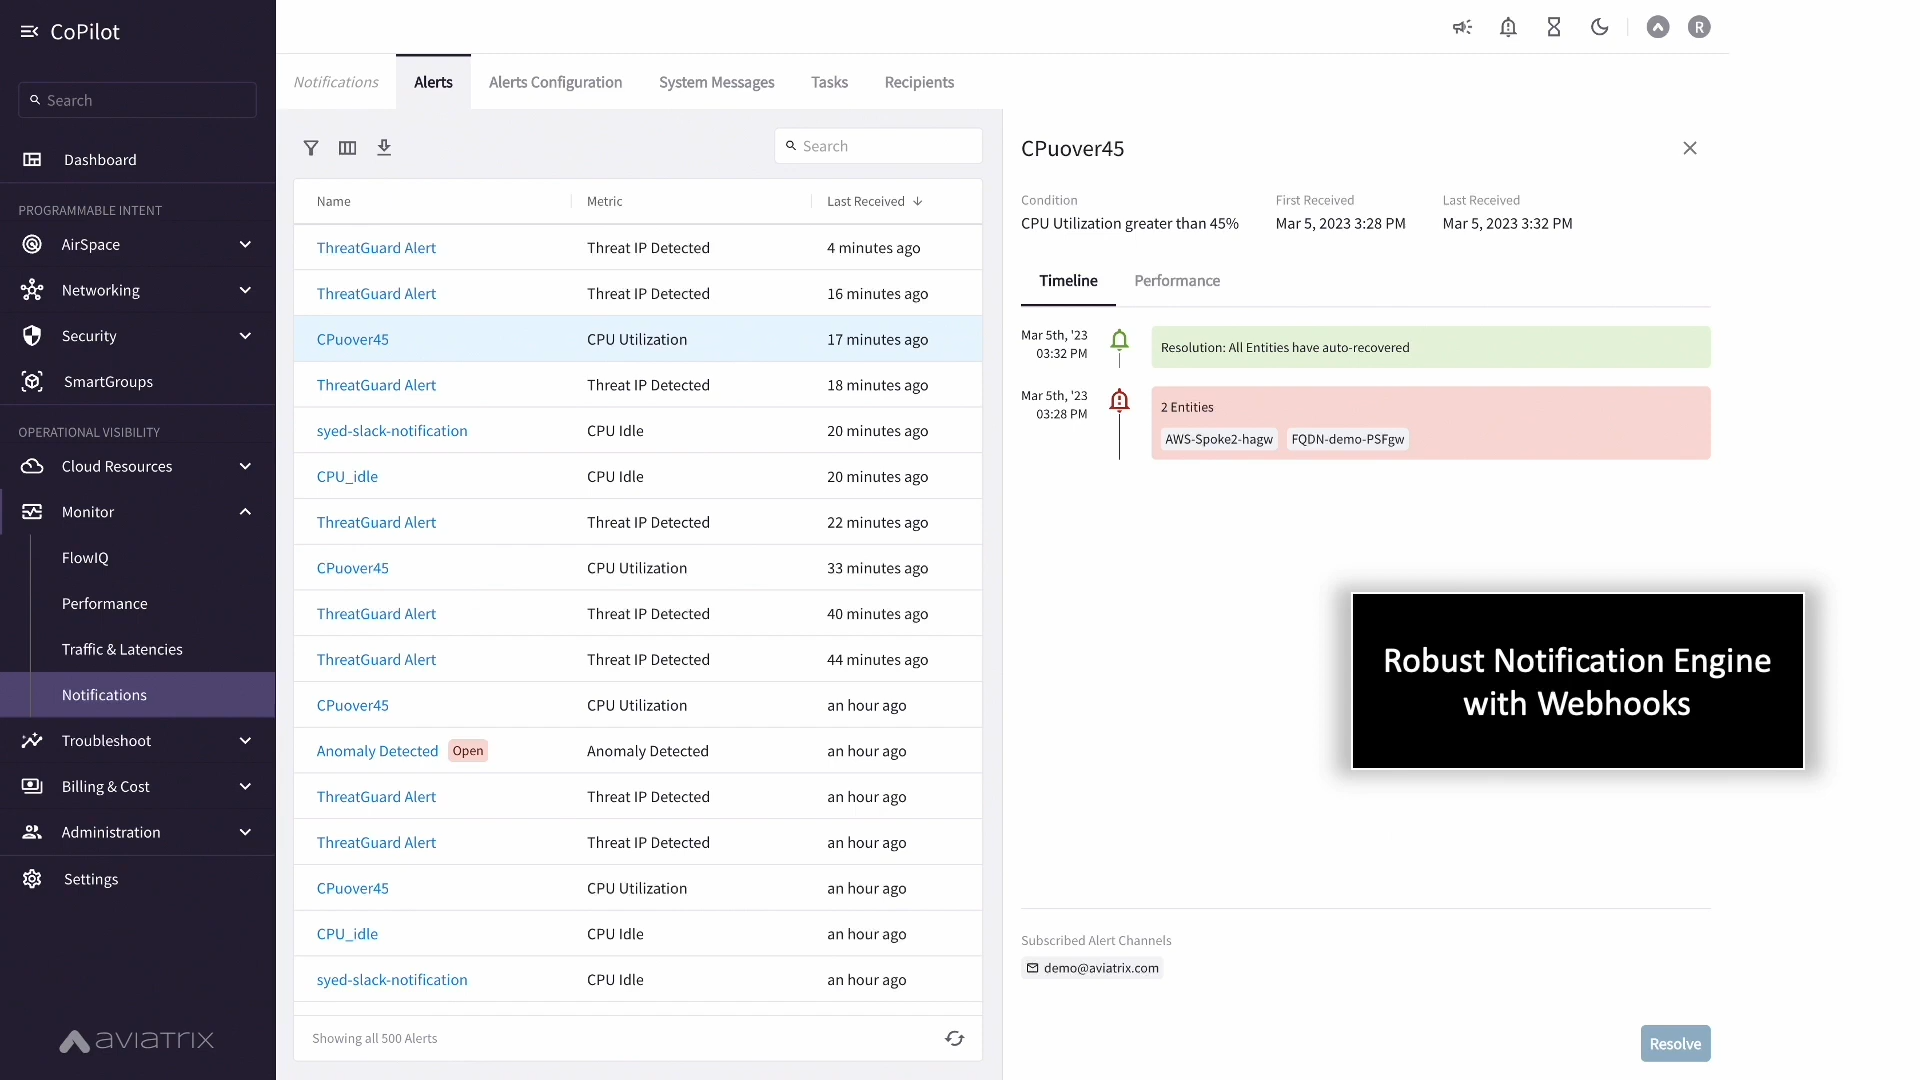 CoPilot
Search
Dashboard
PROGRAMMABLE INTENT
AirSpace
Networking
Security
SmartGroups
OPERATIONAL VISIBILITY
Cloud Resources
Monitor
FlowIQ
Performance
Traffic & Latencies
Notifications
Troubleshoot
Billing & Cost
Administration
Settings
aviatrix
R
Notifications Alerts Alerts Configuration System Messages Tasks Recipients
Search
Name Metric Last Received
ThreatGuard Alert Threat IP Detected 4 minutes ago
ThreatGuard Alert Threat IP Detected 16 minutes ago
CPuover45 CPU Utilization 17 minutes ago
ThreatGuard Alert Threat IP Detected 18 minutes ago
syed-slack-notification CPU Idle 20 minutes ago
CPU_idle CPU Idle 20 minutes ago
ThreatGuard Alert Threat IP Detected 22 minutes ago
CPuover45 CPU Utilization 33 minutes ago
ThreatGuard Alert Threat IP Detected 40 minutes ago
ThreatGuard Alert Threat IP Detected 44 minutes ago
CPuover45 CPU Utilization an hour ago
Anomaly Detected Open Anomaly Detected an hour ago
ThreatGuard Alert Threat IP Detected an hour ago
ThreatGuard Alert Threat IP Detected an hour ago
CPuover45 CPU Utilization an hour ago
CPU_idle CPU Idle an hour ago
syed-slack-notification CPU Idle an hour ago
Showing all 500 Alerts
CPuover45
Condition First Received Last Received
CPU Utilization greater than 45% Mar 5, 2023 3:28 PM Mar 5, 2023 3:32 PM
Timeline Performance
Mar 5th, '23
03:32 PM
Resolution: All Entities have auto-recovered
Mar 5th, '23
03:28 PM
2 Entities
AWS-Spoke2-hagw FQDN-demo-PSFgw
Robust Notification Engine
with Webhooks
Subscribed Alert Channels
demo@aviatrix.com
Resolve